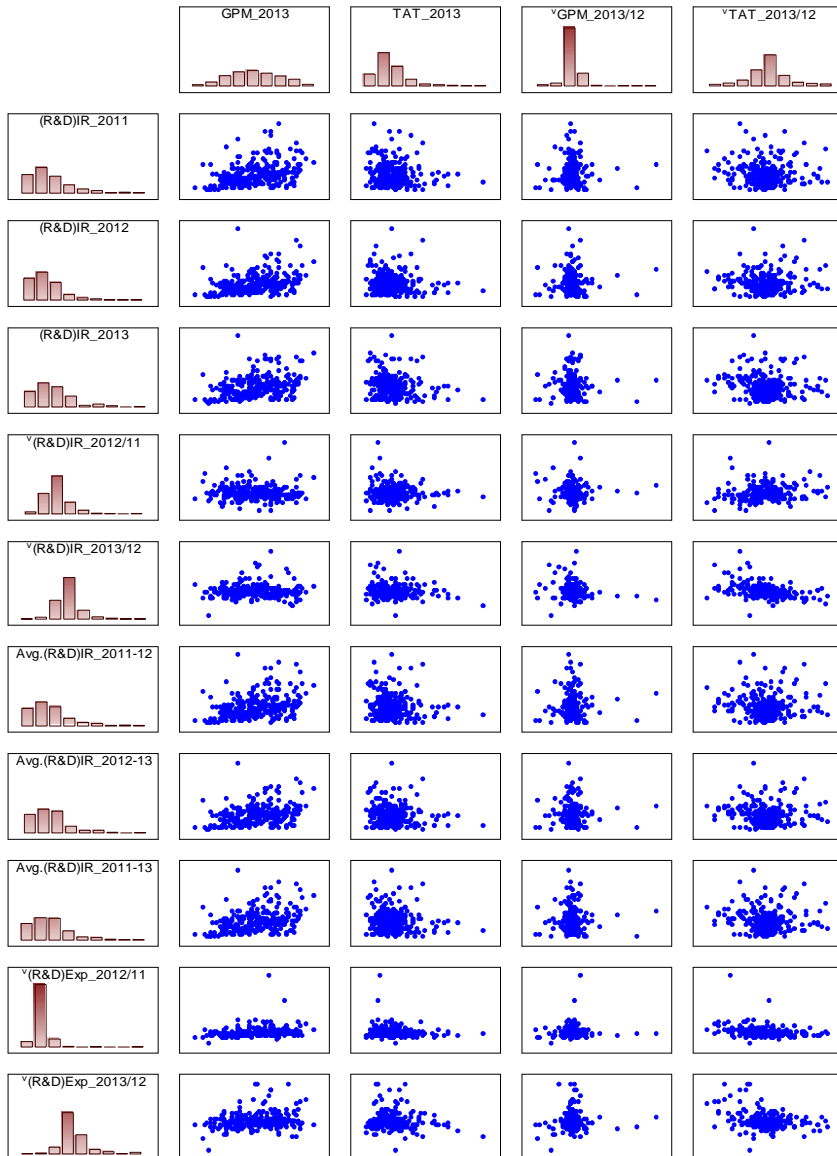 GPM_2013 TAT_2013 ᵛGPM_2013/12 ᵛTAT_2013/12
(R&D)IR_2011
(R&D)IR_2012
(R&D)IR_2013
ᵛ(R&D)IR_2012/11
ᵛ(R&D)IR_2013/12
Avg.(R&D)IR_2011-12
Avg.(R&D)IR_2012-13
Avg.(R&D)IR_2011-13
ᵛ(R&D)Exp_2012/11
ᵛ(R&D)Exp_2013/12